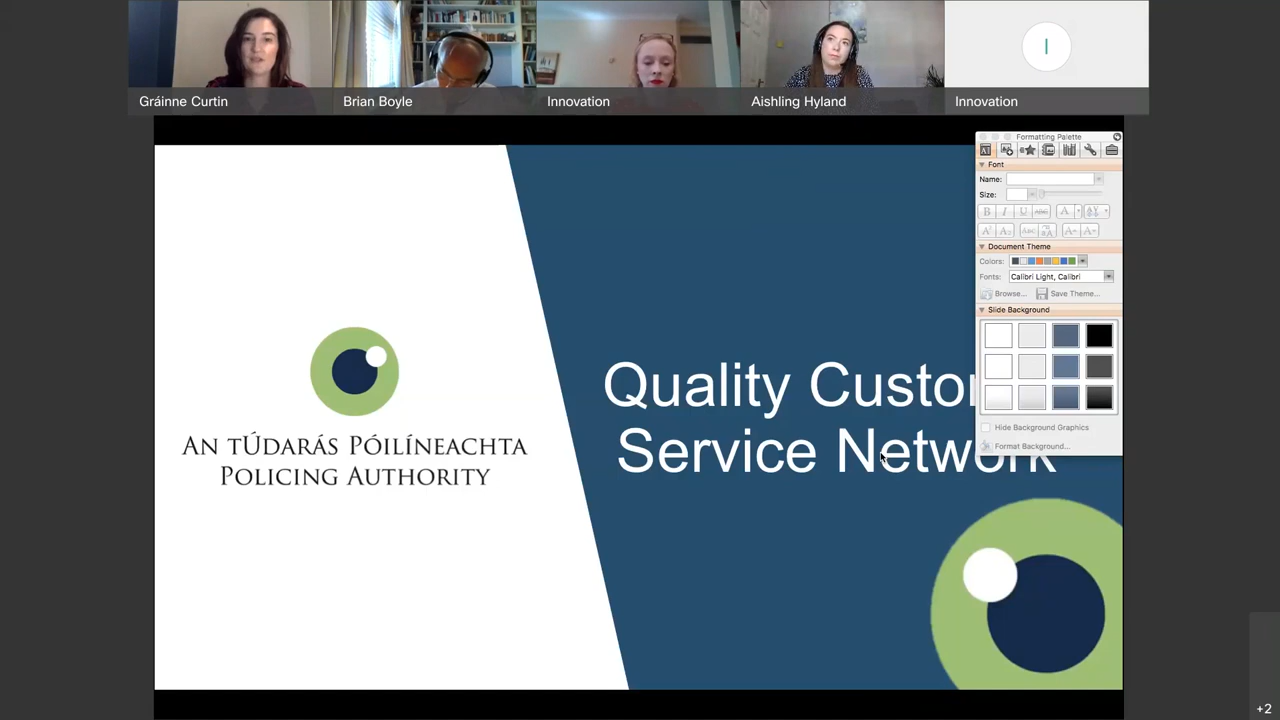 Gráinne Curtin
Brian Boyle
Innovation
Aishling Hyland
I
Innovation
Formatting Palette
Font
Name:
Size:
Document Theme
Colors:
Fonts: Calibri Light, Calibri
Browse... Save Theme...
Slide Background
Hide Background Graphics
Format Background...
An tÚdarás Póilíneachta
Policing Authority
Quality Custom
Service Network
+2